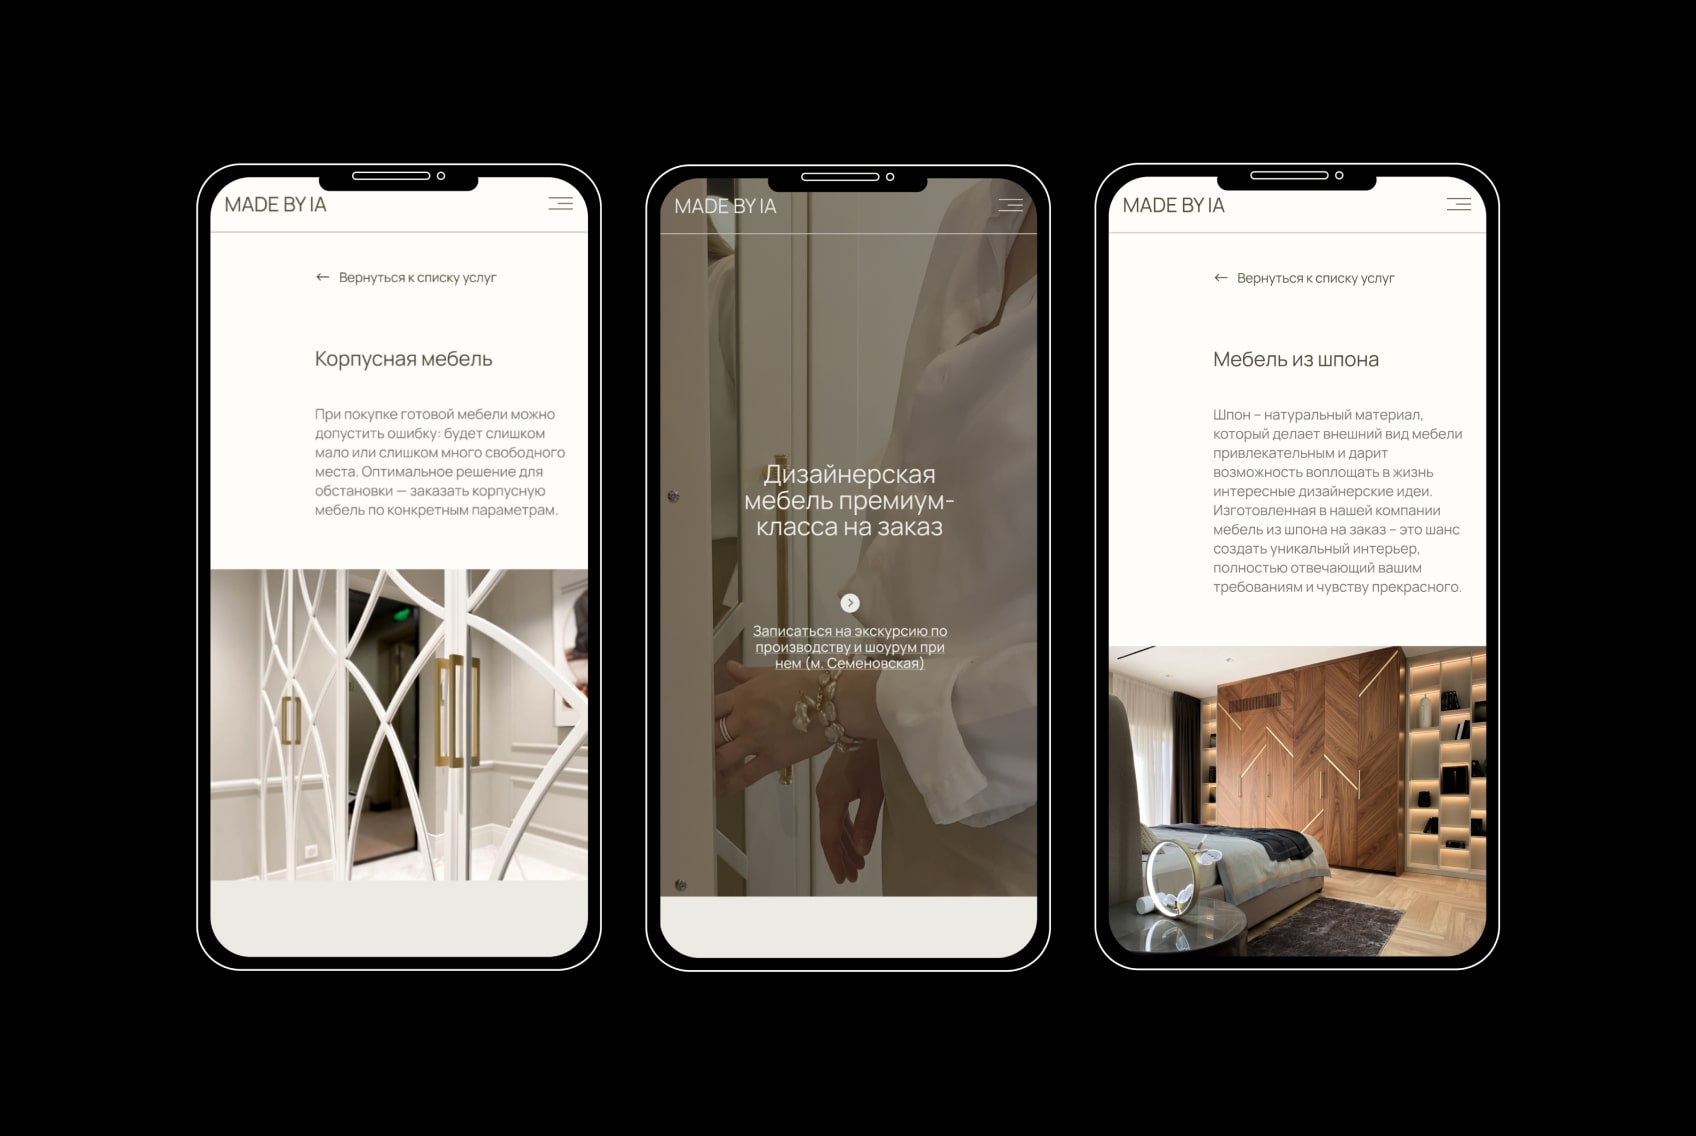 MADE BY IA
← Вернуться к списку услуг
Корпусная мебель
При покупке готовой мебели можно
допустить ошибку: будет слишком
мало или слишком много свободного
места. Оптимальное решение для
обстановки — заказать корпусную
мебель по конкретным параметрам.
MADE BY IA
Дизайнерская
мебель премиум-
класса на заказ
Записаться на экскурсию по
производству и шоурум при
нем (м. Семеновская)
MADE BY IA
← Вернуться к списку услуг
Мебель из шпона
Шпон – натуральный материал,
который делает внешний вид мебели
привлекательным и дарит
возможность воплощать в жизнь
интересные дизайнерские идеи.
Изготовленная в нашей компании
мебель из шпона на заказ – это шанс
создать уникальный интерьер,
полностью отвечающий вашим
требованиям и чувству прекрасного.